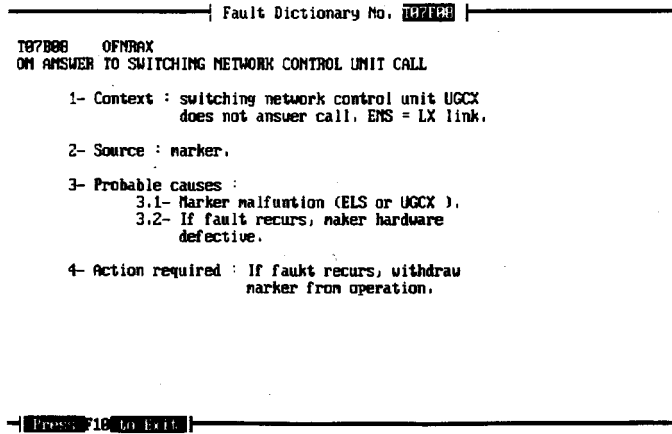 Fault Dictionary No. T07F00
T07B00 OFNRAX
ON ANSWER TO SWITCHING NETWORK CONTROL UNIT CALL
1- Context : switching network control unit UGCX
does not answer call. ENS = LX link.
2- Source : marker.
3- Probable causes :
3.1- Marker malfuntion (ELS or UGCX ).
3.2- If fault recurs, maker hardware
defective.
4- Action required : If faukt recurs, withdraw
marker from operation.
Press F10 to Exit